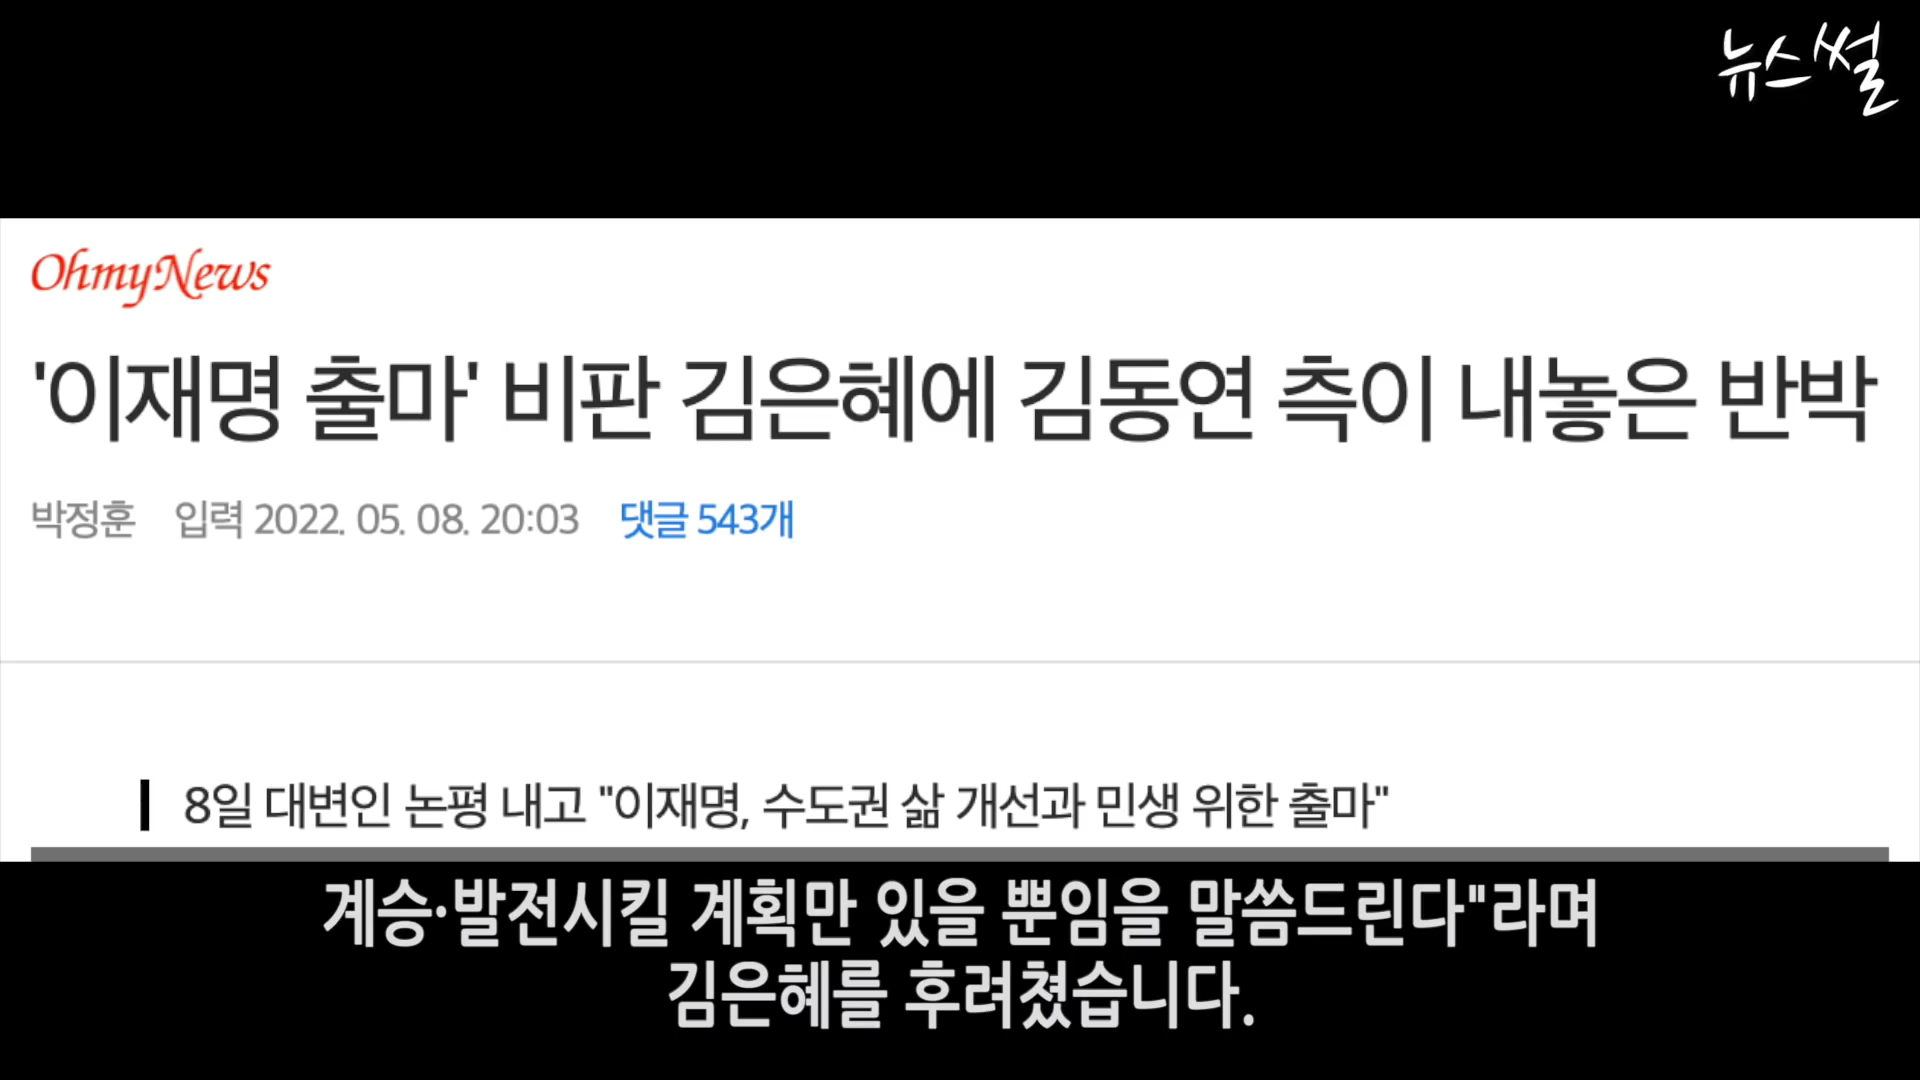 뉴스썰
OhmyNews
'이재명 출마' 비판 김은혜에 김동연 측이 내놓은 반박
박정훈 입력 2022. 05. 08. 20:03 댓글 543개
8일 대변인 논평 내고 "이재명, 수도권 삶 개선과 민생 위한 출마"
계승·발전시킬 계획만 있을 뿐임을 말씀드린다"라며
김은혜를 후려쳤습니다.